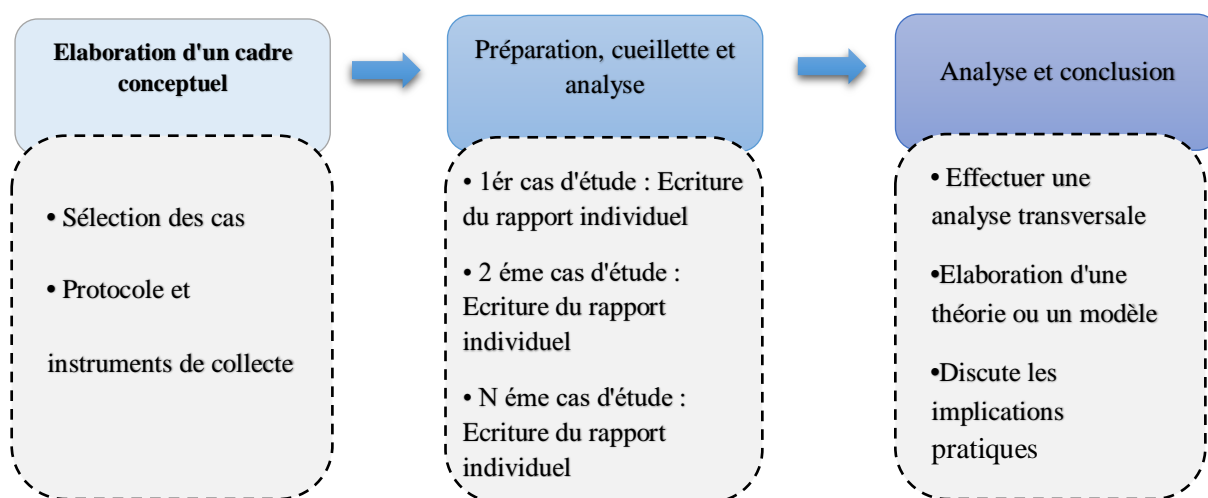 Elaboration d'un cadre
conceptuel
• Sélection des cas
• Protocole et
instruments de collecte
Préparation, cueillette et
analyse
• 1ér cas d'étude : Ecriture
du rapport individuel
• 2 éme cas d'étude :
Ecriture du rapport
individuel
• N éme cas d'étude :
Ecriture du rapport
individuel
Analyse et conclusion
• Effectuer une
analyse transversale
•Elaboration d'une
théorie ou un modèle
•Discute les
implications
pratiques